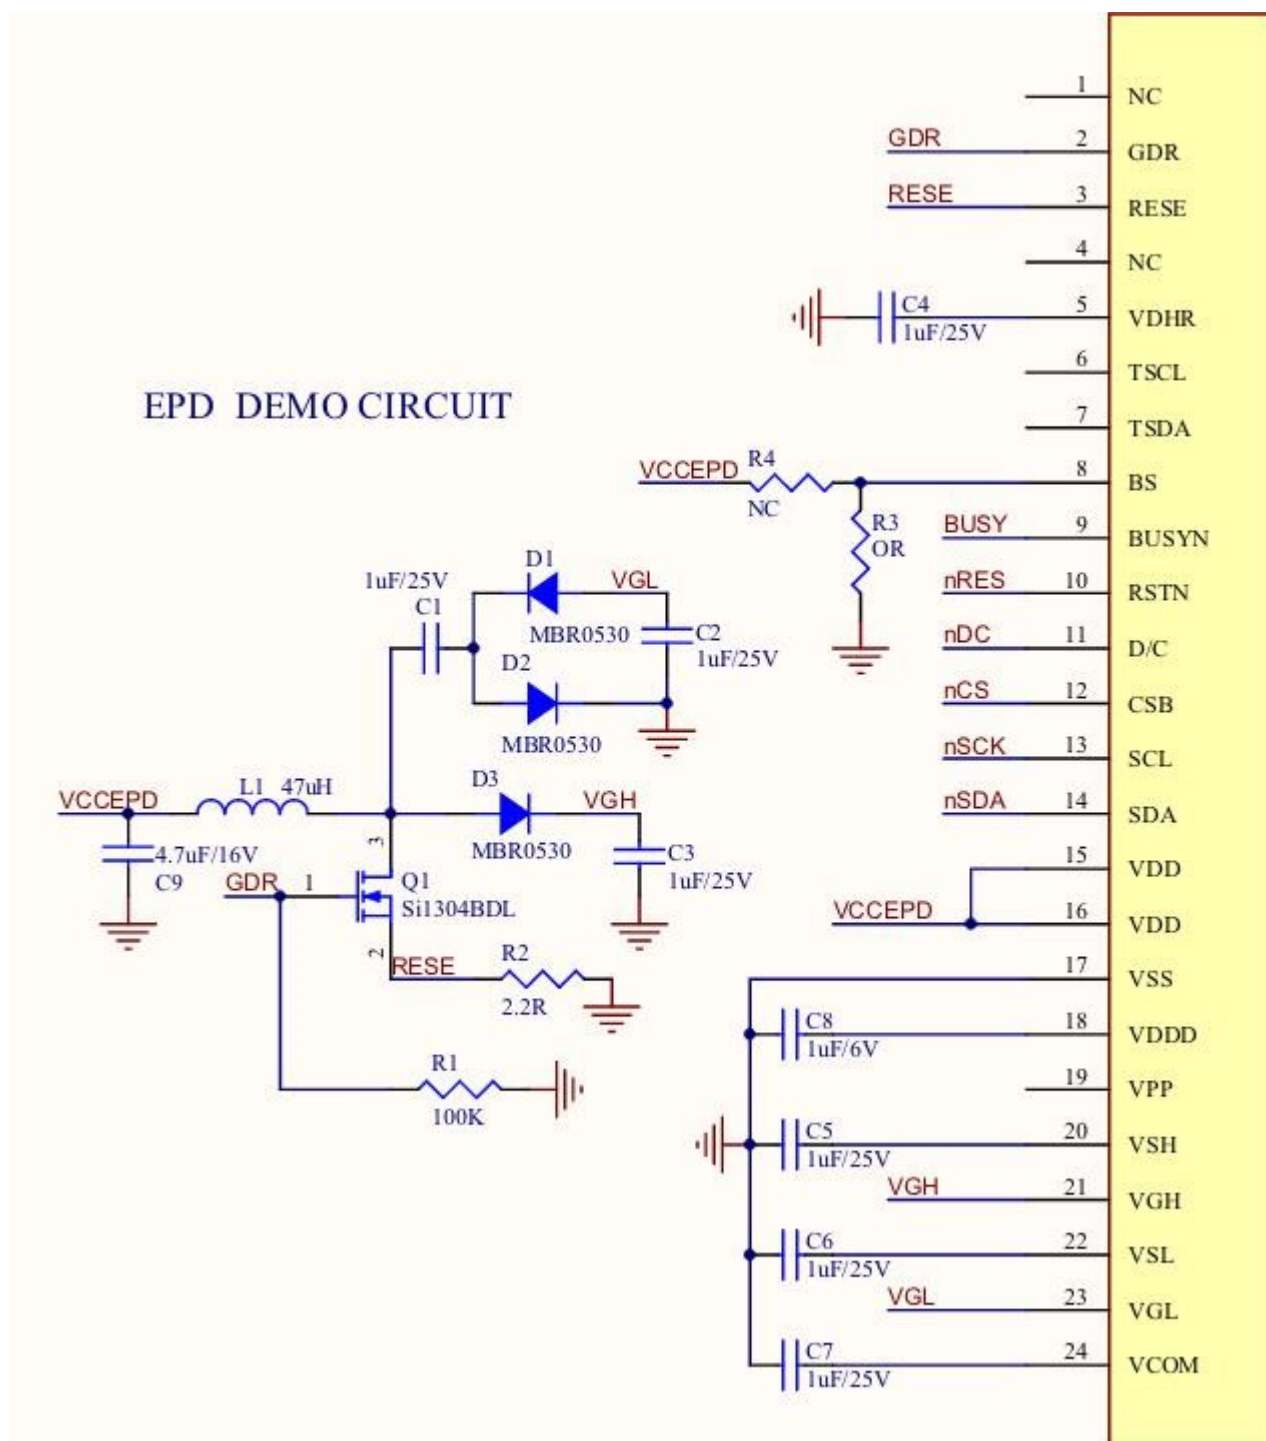 1 NC
GDR 2 GDR
RESE 3 RESE
4 NC
C4 5 VDHR
1uF/25V
6 TSCL
EPD DEMO CIRCUIT
7 TSDA
VCCEPD R4 8 BS
NC
R3
OR
BUSY 9 BUSYN
nRES 10 RSTN
nDC 11 D/C
nCS 12 CSB
nSCK 13 SCL
nSDA 14 SDA
15 VDD
VCCEPD 16 VDD
17 VSS
C8 18 VDDD
1uF/6V
19 VPP
C5 20 VSH
1uF/25V
VGH 21 VGH
C6 22 VSL
1uF/25V
VGL 23 VGL
C7 24 VCOM
1uF/25V
1uF/25V
C1
D1
VGL
MBR0530
C2
1uF/25V
D2
MBR0530
VCCEPD
L1 47uH
D3
VGH
MBR0530
C3
1uF/25V
4.7uF/16V
C9
GDR 1
3
Q1
Si1304BDL
2
RESE
R2
2.2R
R1
100K